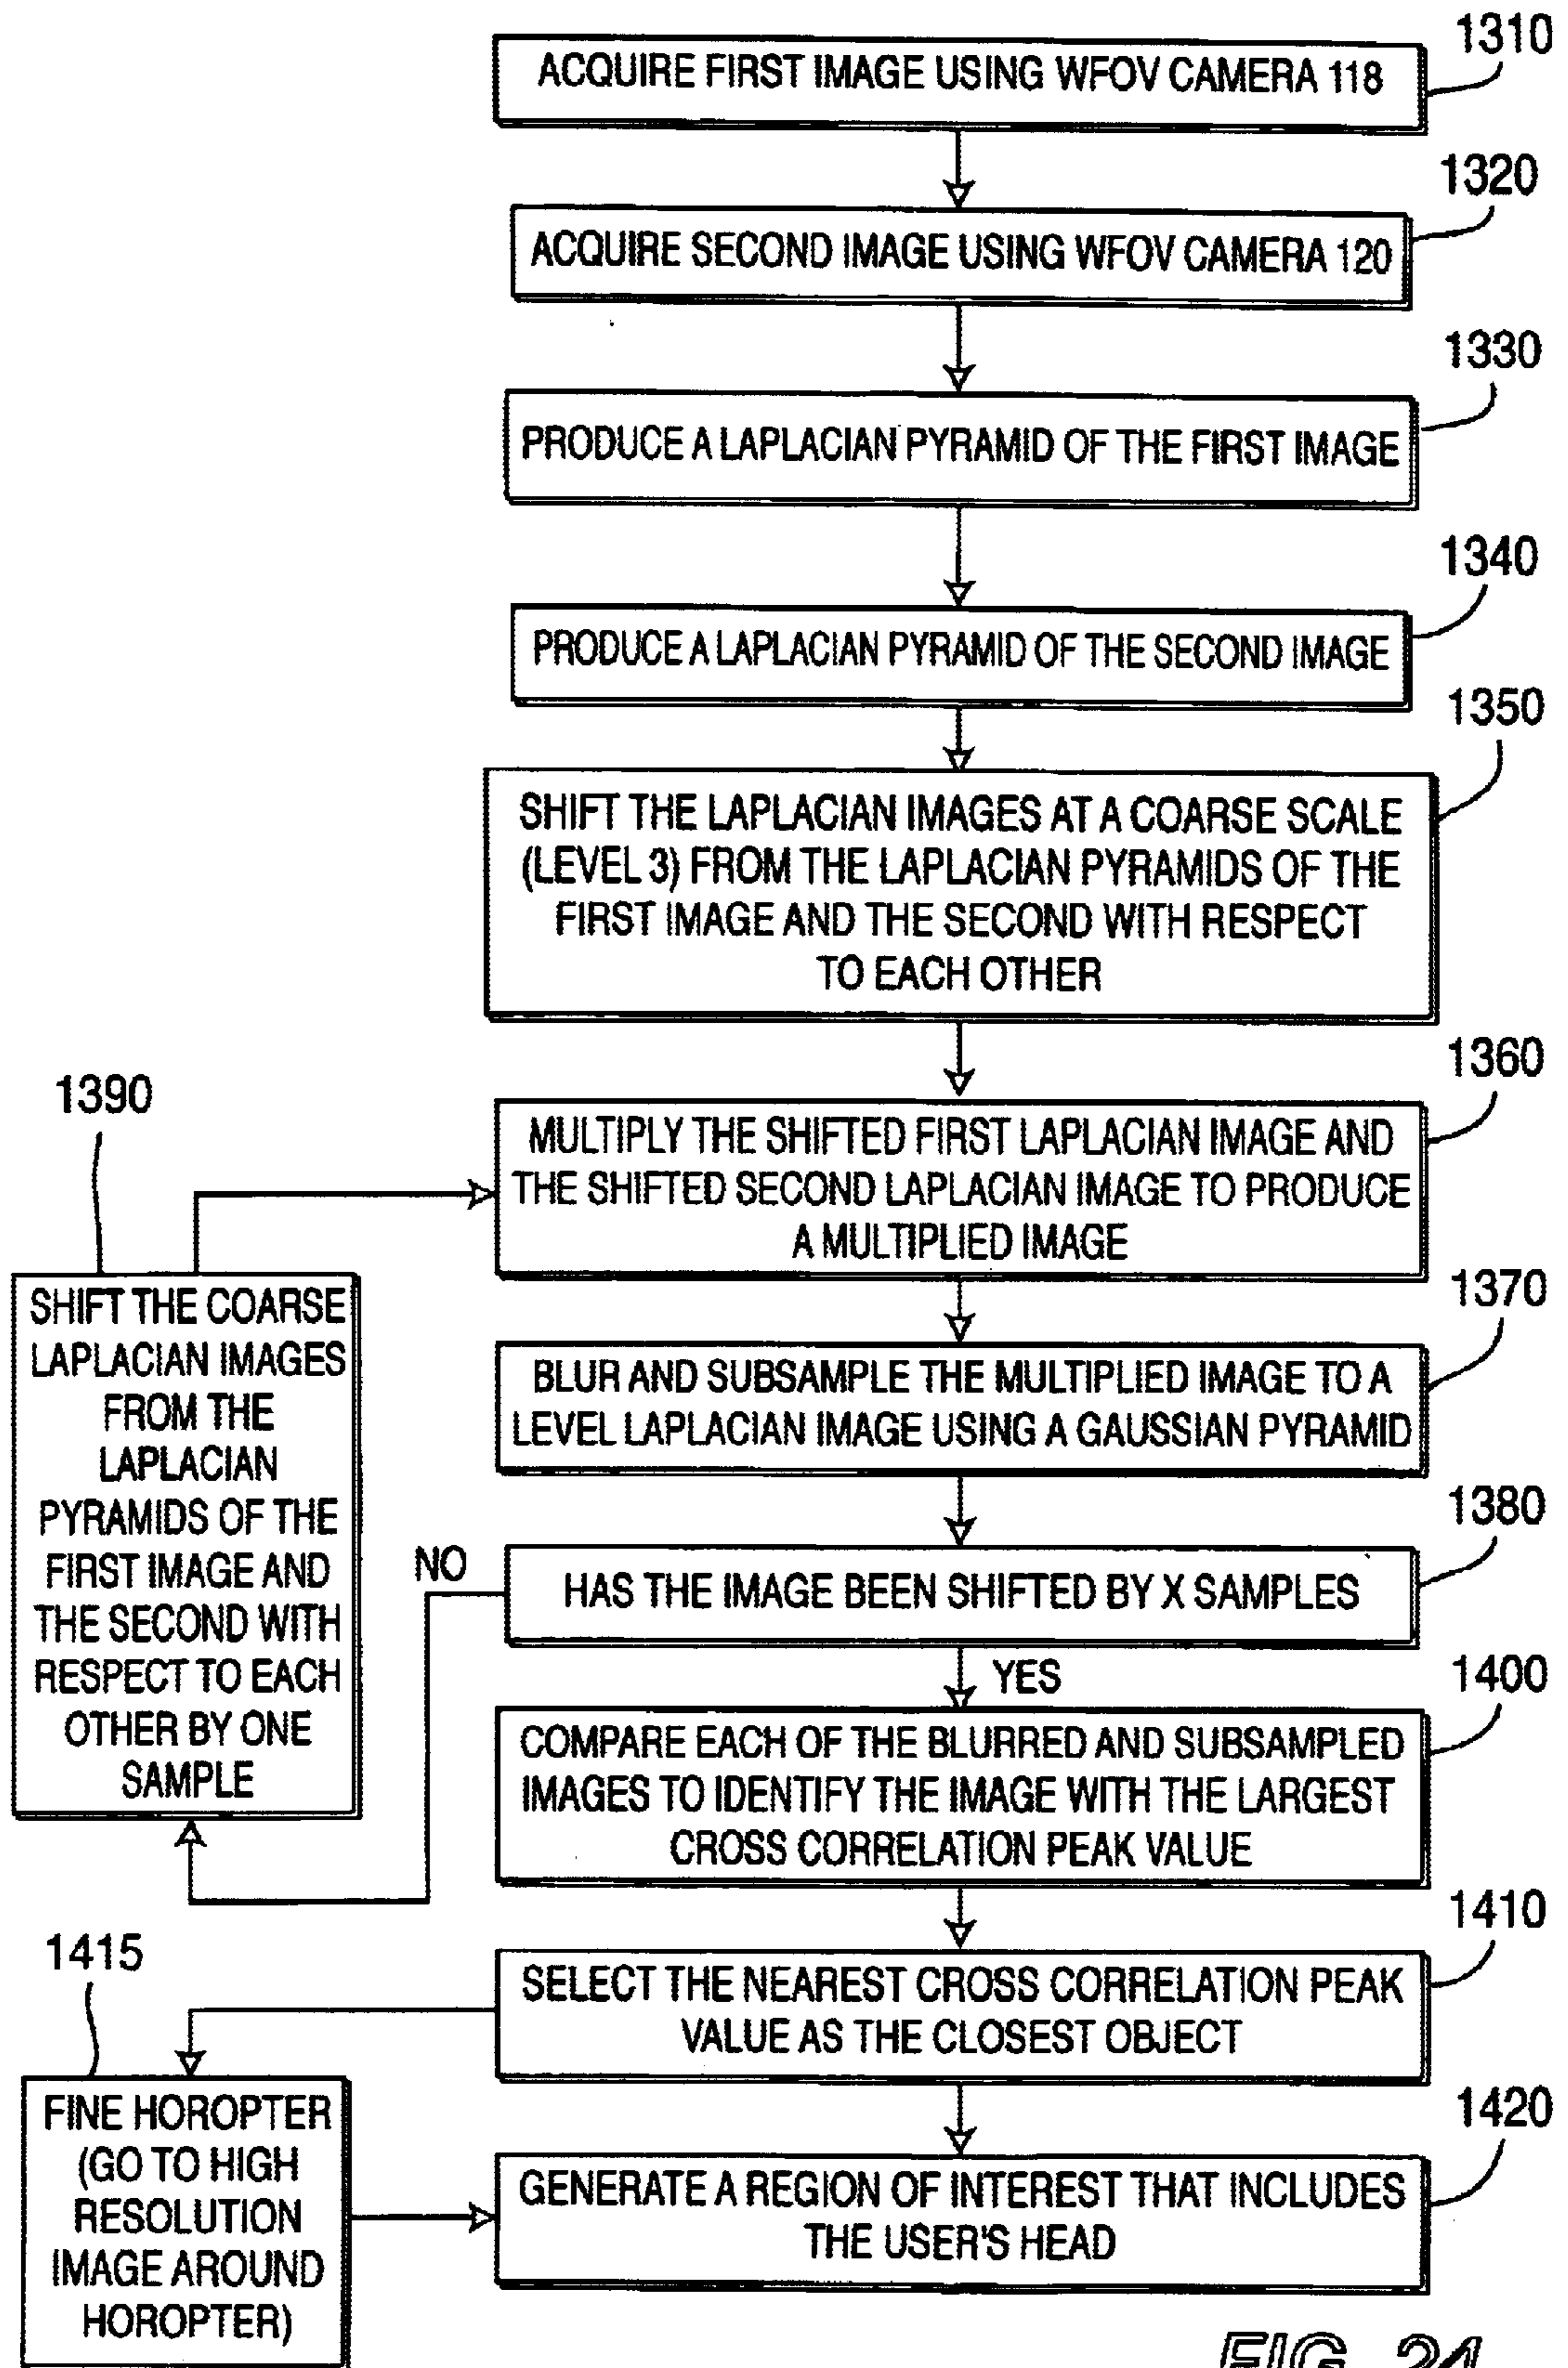 1310
ACQUIRE FIRST IMAGE USING WFOV CAMERA 118
1320
ACQUIRE SECOND IMAGE USING WFOV CAMERA 120
1330
PRODUCE A LAPLACIAN PYRAMID OF THE FIRST IMAGE
1340
PRODUCE A LAPLACIAN PYRAMID OF THE SECOND IMAGE
1350
SHIFT THE LAPLACIAN IMAGES AT A COARSE SCALE
(LEVEL 3) FROM THE LAPLACIAN PYRAMIDS OF THE
FIRST IMAGE AND THE SECOND WITH RESPECT
TO EACH OTHER
1360
MULTIPLY THE SHIFTED FIRST LAPLACIAN IMAGE AND
THE SHIFTED SECOND LAPLACIAN IMAGE TO PRODUCE
A MULTIPLIED IMAGE
1370
BLUR AND SUBSAMPLE THE MULTIPLIED IMAGE TO A
LEVEL LAPLACIAN IMAGE USING A GAUSSIAN PYRAMID
1380
HAS THE IMAGE BEEN SHIFTED BY X SAMPLES
NO
YES
1390
SHIFT THE COARSE
LAPLACIAN IMAGES
FROM THE
LAPLACIAN
PYRAMIDS OF THE
FIRST IMAGE AND
THE SECOND WITH
RESPECT TO EACH
OTHER BY ONE
SAMPLE
1400
COMPARE EACH OF THE BLURRED AND SUBSAMPLED
IMAGES TO IDENTIFY THE IMAGE WITH THE LARGEST
CROSS CORRELATION PEAK VALUE
1410
SELECT THE NEAREST CROSS CORRELATION PEAK
VALUE AS THE CLOSEST OBJECT
1415
FINE HOROPTER
(GO TO HIGH
RESOLUTION
IMAGE AROUND
HOROPTER)
1420
GENERATE A REGION OF INTEREST THAT INCLUDES
THE USER'S HEAD
FIG. 24